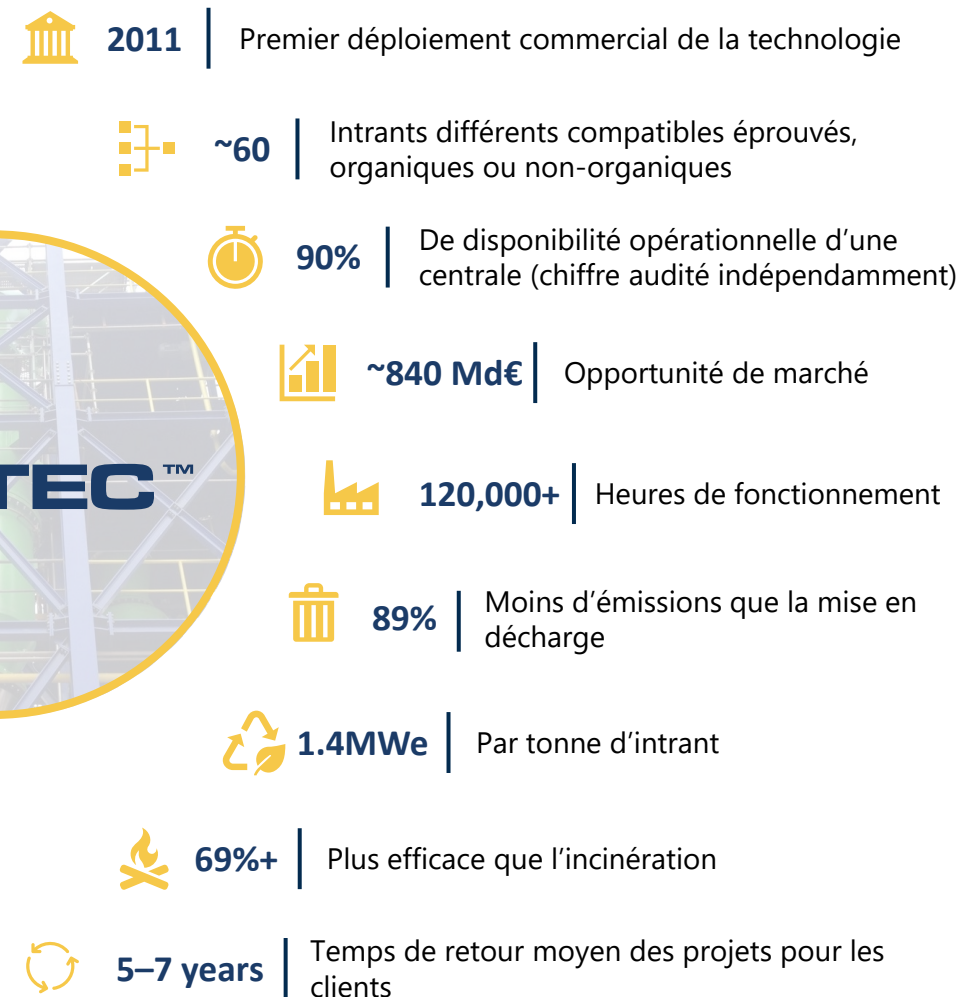 2011
Premier déploiement commercial de la technologie
~60
Intrants différents compatibles éprouvés,
organiques ou non-organiques
90%
De disponibilité opérationnelle d’une
centrale (chiffre audité indépendamment)
~840 Md€
Opportunité de marché
TEC™
120,000+
Heures de fonctionnement
89%
Moins d’émissions que la mise en
décharge
1.4MWe
Par tonne d’intrant
69%+
Plus efficace que l’incinération
5–7 years
Temps de retour moyen des projets pour les
clients